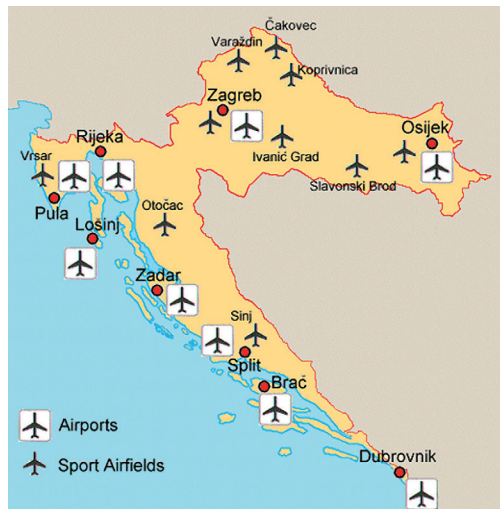 Čakovec
Varaždin
Koprivnica
Zagreb
Osijek
Rijeka
Ivanić Grad
Vrsar
Slavonski Brod
Pula
Otočac
Lošinj
Zadar
Sinj
Split
Brač
Airports
Dubrovnik
Sport Airfields